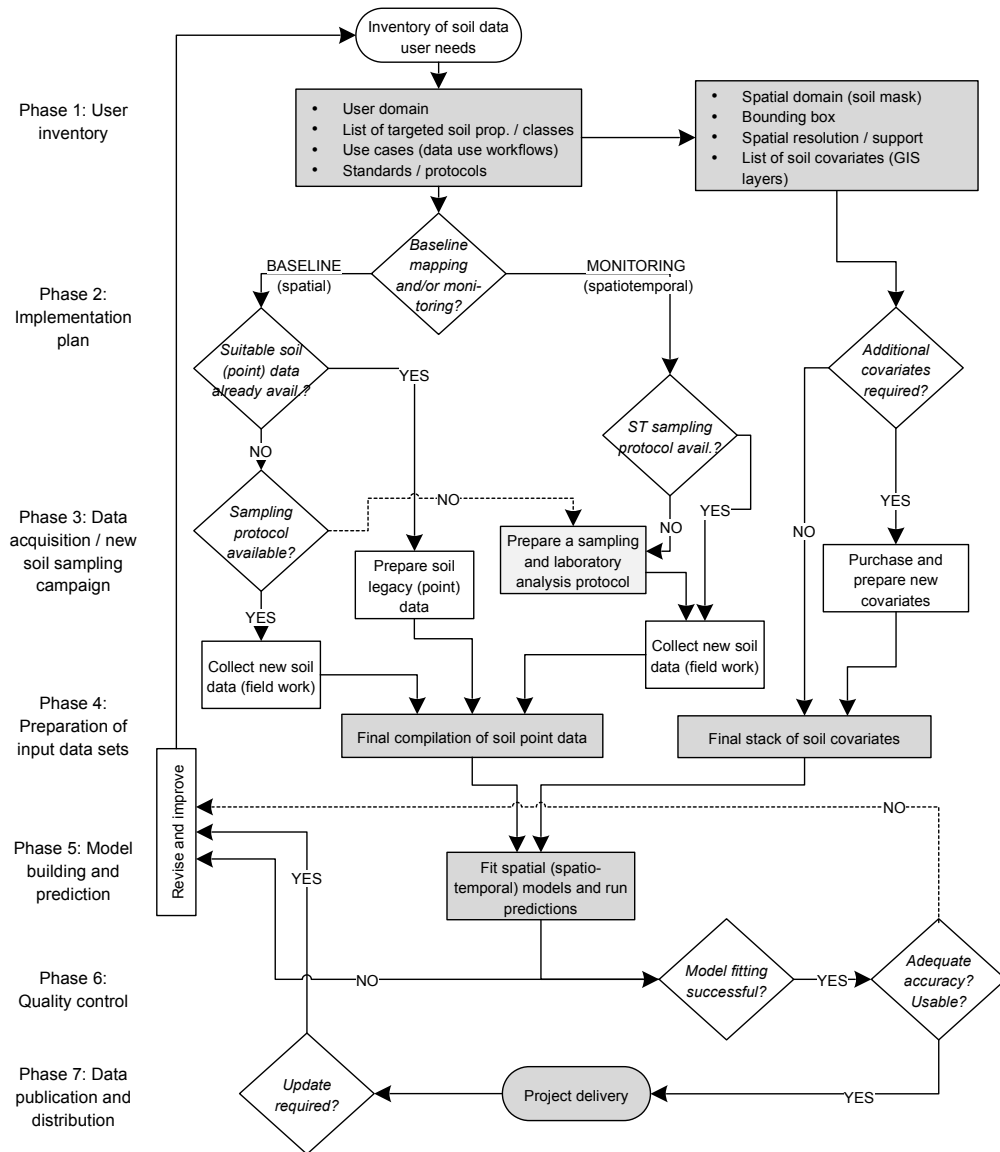 Inventory of soil data
user needs
Phase 1: User
inventory
• User domain
• List of targeted soil prop. / classes
• Use cases (data use workflows)
• Standards / protocols
• Spatial domain (soil mask)
• Bounding box
• Spatial resolution / support
• List of soil covariates (GIS
layers)
Phase 2:
Implementation
plan
Baseline
mapping
and/or moni-
toring?
BASELINE
(spatial)
MONITORING
(spatiotemporal)
Suitable soil
(point) data
already avail.?
YES
NO
ST sampling
protocol avail.?
Additional
covariates
required?
YES
NO
Phase 3: Data
acquisition / new
soil sampling
campaign
Sampling
protocol
available?
NO
YES
Prepare soil
legacy (point)
data
Prepare a sampling
and laboratory
analysis protocol
NO
YES
Purchase and
prepare new
covariates
Collect new soil
data (field work)
Collect new soil
data (field work)
Phase 4:
Preparation of
input data sets
Final compilation of soil point data
Final stack of soil covariates
Revise and improve
NO
Phase 5: Model
building and
prediction
YES
Fit spatial (spatio-
temporal) models and run
predictions
Phase 6:
Quality control
NO
Model fitting
successful?
YES
Adequate
accuracy?
Usable?
Phase 7: Data
publication and
distribution
Update
required?
Project delivery
YES